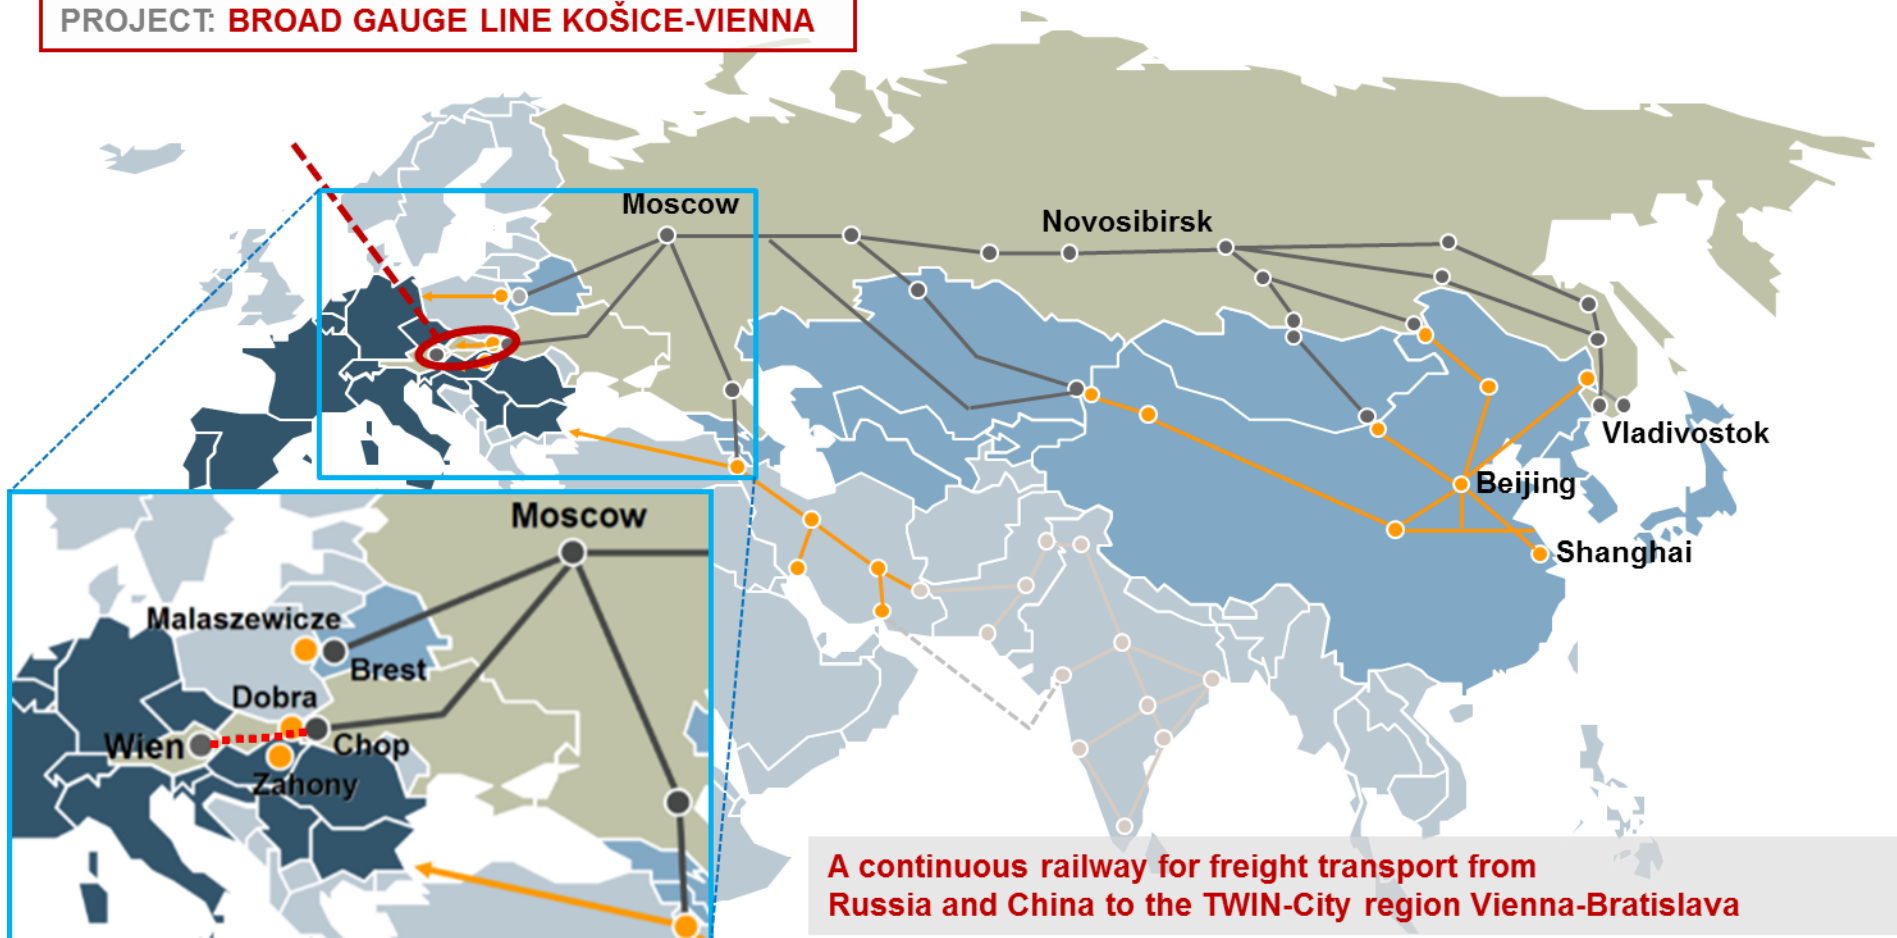 PROJECT: BROAD GAUGE LINE KOŠICE-VIENNA
Moscow
Novosibirsk
Vladivostok
Beijing
Shanghai
Moscow
Malaszewicze
Brest
Dobra
Wien
Chop
Zahony
A continuous railway for freight transport from
Russia and China to the TWIN-City region Vienna-Bratislava